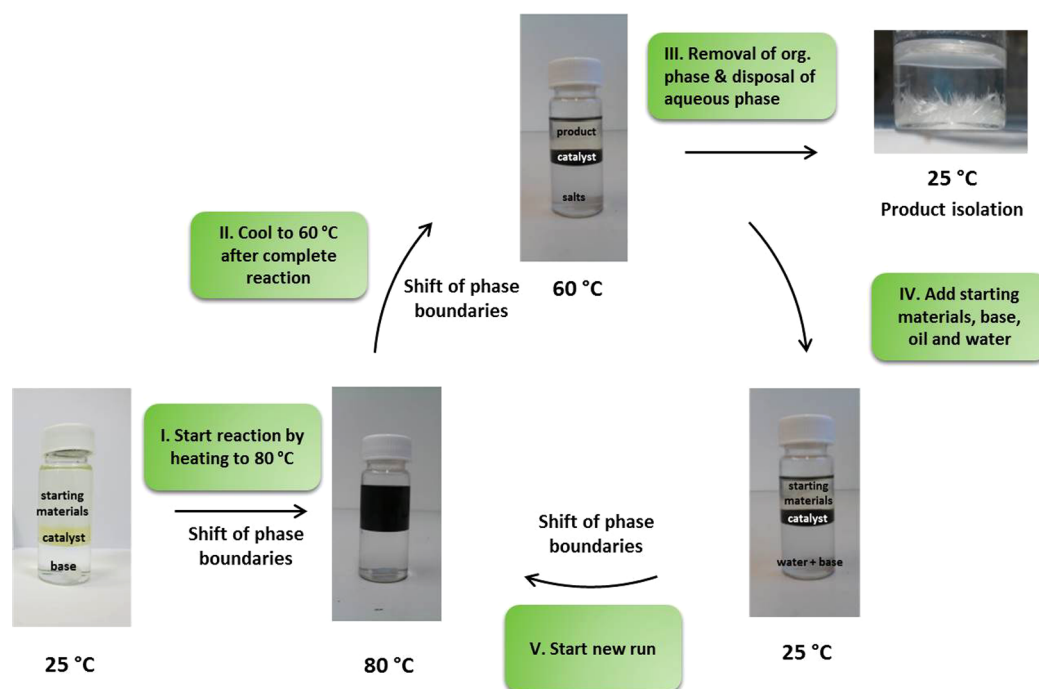 III. Removal of org.
phase & disposal of
aqueous phase
product
catalyst
salts
25 °C
Product isolation
II. Cool to 60 °C
after complete
reaction
Shift of phase
boundaries
60 °C
IV. Add starting
materials, base,
oil and water
I. Start reaction by
heating to 80 °C
starting
materials
catalyst
base
Shift of phase
boundaries
starting
materials
catalyst
water + base
Shift of phase
boundaries
V. Start new run
25 °C
80 °C
25 °C